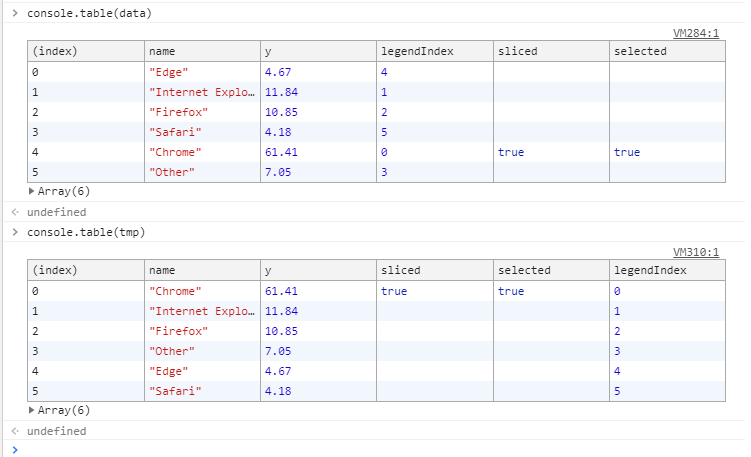 > console.table(data)
VM284:1
(index) name y legendIndex sliced selected
0 "Edge" 4.67 4
1 "Internet Explo… 11.84 1
2 "Firefox" 10.85 2
3 "Safari" 4.18 5
4 "Chrome" 61.41 0 true true
5 "Other" 7.05 3
▶ Array(6)
undefined
> console.table(tmp)
VM310:1
(index) name y sliced selected legendIndex
0 "Chrome" 61.41 true true 0
1 "Internet Explo… 11.84 1
2 "Firefox" 10.85 2
3 "Other" 7.05 3
4 "Edge" 4.67 4
5 "Safari" 4.18 5
▶ Array(6)
undefined
>